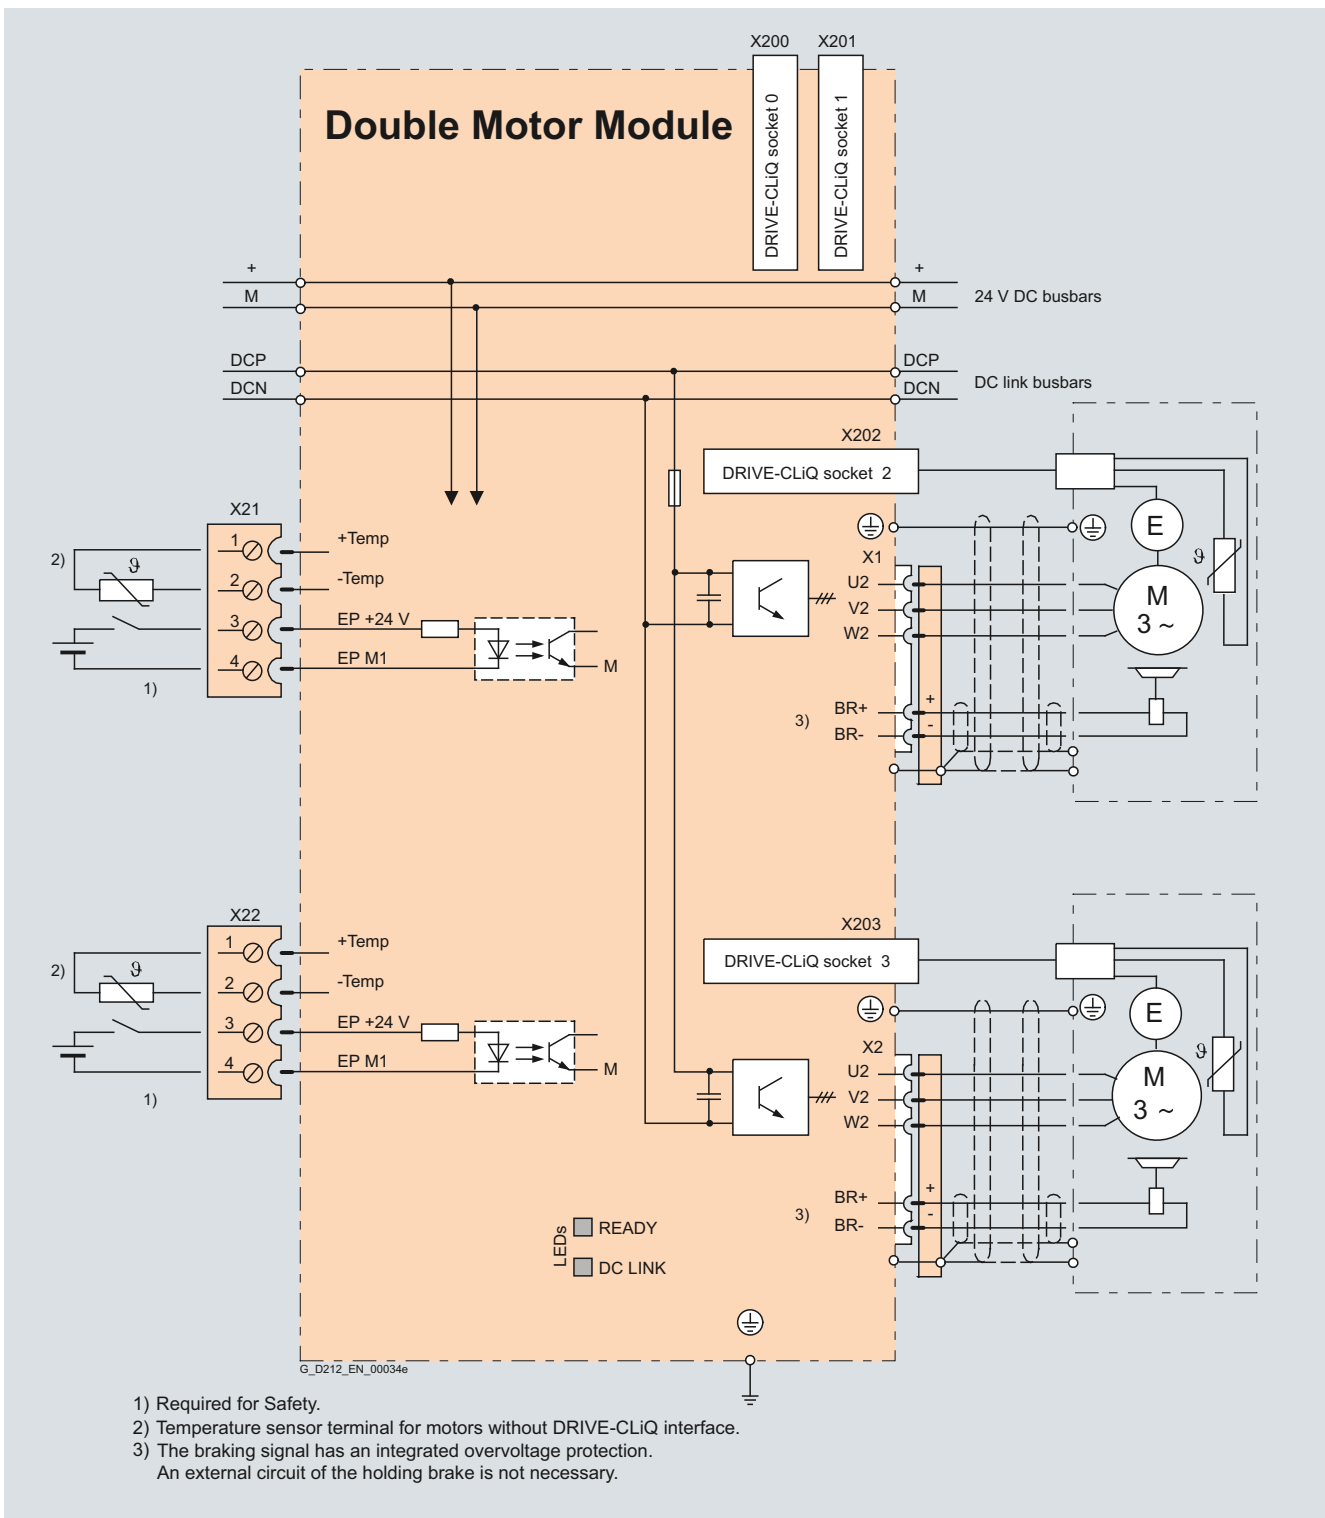 X200 X201
DRIVE-CLiQ socket 0
DRIVE-CLiQ socket 1
Double Motor Module
+ +
M M 24 V DC busbars
DCP DCP
DCN DCN DC link busbars
X202
DRIVE-CLiQ socket 2
X21
1 +Temp
2) ϑ
2 -Temp
3 EP +24 V
4 EP M1
M
1)
E
ϑ
X1
U2
V2
W2
M
3 ~
3) BR+ +
BR- -
X203
DRIVE-CLiQ socket 3
X22
1 +Temp
2) ϑ
2 -Temp
3 EP +24 V
4 EP M1
M
1)
E
ϑ
X2
U2
V2
W2
M
3 ~
3) BR+ +
BR- -
LEDs
READY
DC LINK
G_D212_EN_00034e
1) Required for Safety.
2) Temperature sensor terminal for motors without DRIVE-CLiQ interface.
3) The braking signal has an integrated overvoltage protection.
An external circuit of the holding brake is not necessary.